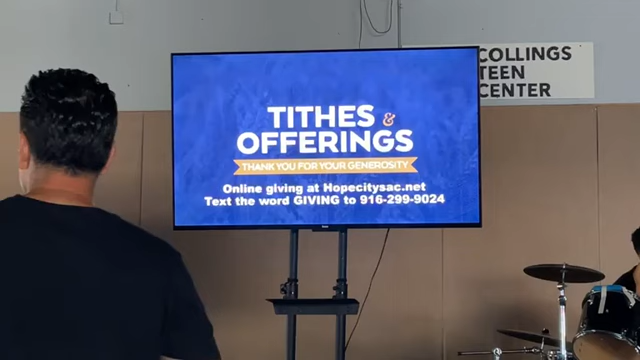 TITHES &
OFFERINGS
THANK YOU FOR YOUR GENEROSITY
Online giving at Hopecitysac.net
Text the word GIVING to 916-299-9024
COLLINGS
TEEN
CENTER